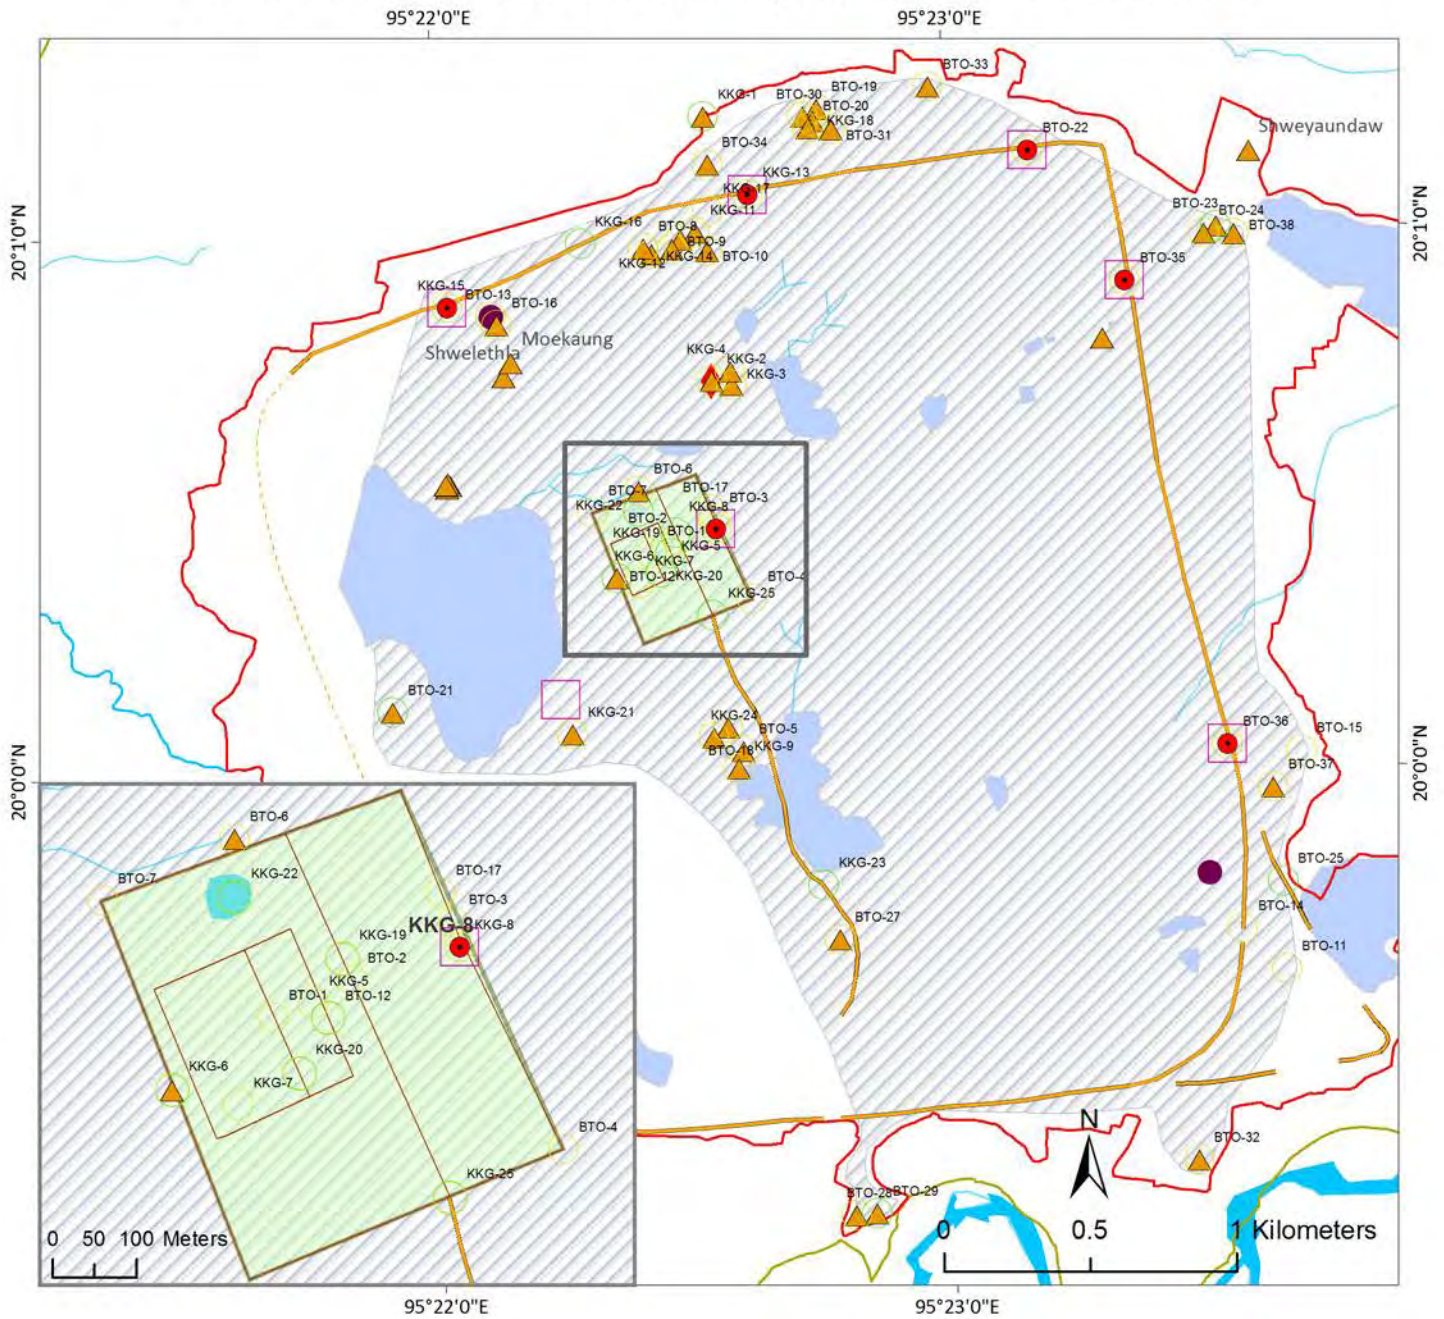 95°22'0"E
95°23'0"E
BTO-33
KKG-1
BTO-30
BTO-19
BTO-20
KKG-18
BTO-31
BTO-22
Shweyaundaw
BTO-34
KKG-13
KKG-17
KKG-11
KKG-16
BTO-8
BTO-9
KKG-12
KKG-14
BTO-10
BTO-23
BTO-24
BTO-38
20°1'0"N
20°1'0"N
BTO-35
KKG-15
BTO-13
BTO-16
Moekaung
Shwelethla
KKG-4
KKG-2
KKG-3
BTO-6
BTO-7
BTO-17
KKG-22
KKG-8
BTO-3
BTO-2
KKG-19
BTO-1
KKG-5
KKG-6
KKG-7
BTO-12
KKG-20
BTO-4
KKG-25
BTO-21
KKG-21
KKG-24
BTO-5
BTO-18
KKG-9
BTO-36
BTO-15
BTO-37
20°0'0"N
20°0'0"N
BTO-6
KKG-22
BTO-7
BTO-17
BTO-3
KKG-8
KKG-8
KKG-19
BTO-2
KKG-5
BTO-1
BTO-12
KKG-20
KKG-6
KKG-7
BTO-4
KKG-25
0 50 100 Meters
KKG-23
BTO-27
BTO-25
BTO-14
BTO-11
N
BTO-32
BTO-28
BTO-29
0 0.5 1 Kilometers
95°22'0"E
95°23'0"E